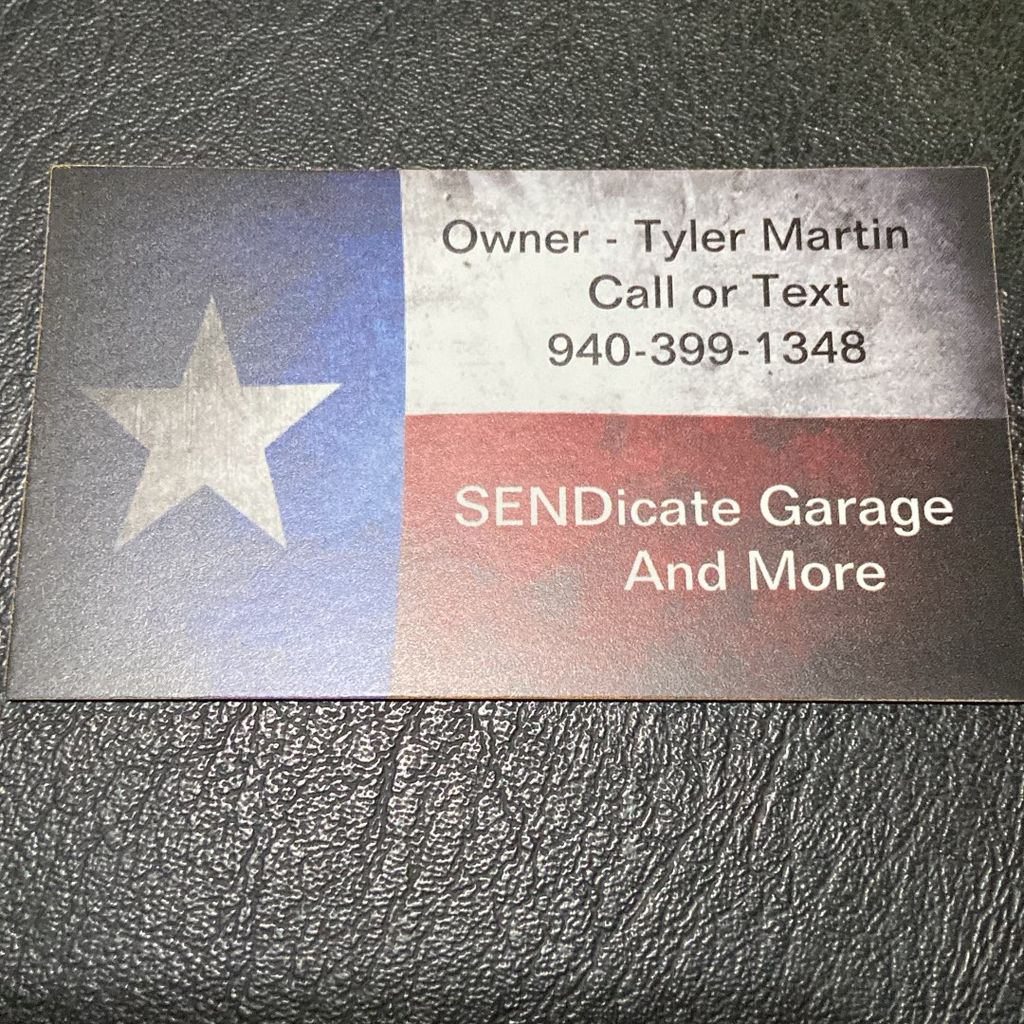 Owner - Tyler Martin
Call or Text
940-399-1348
SENDicate Garage
And More